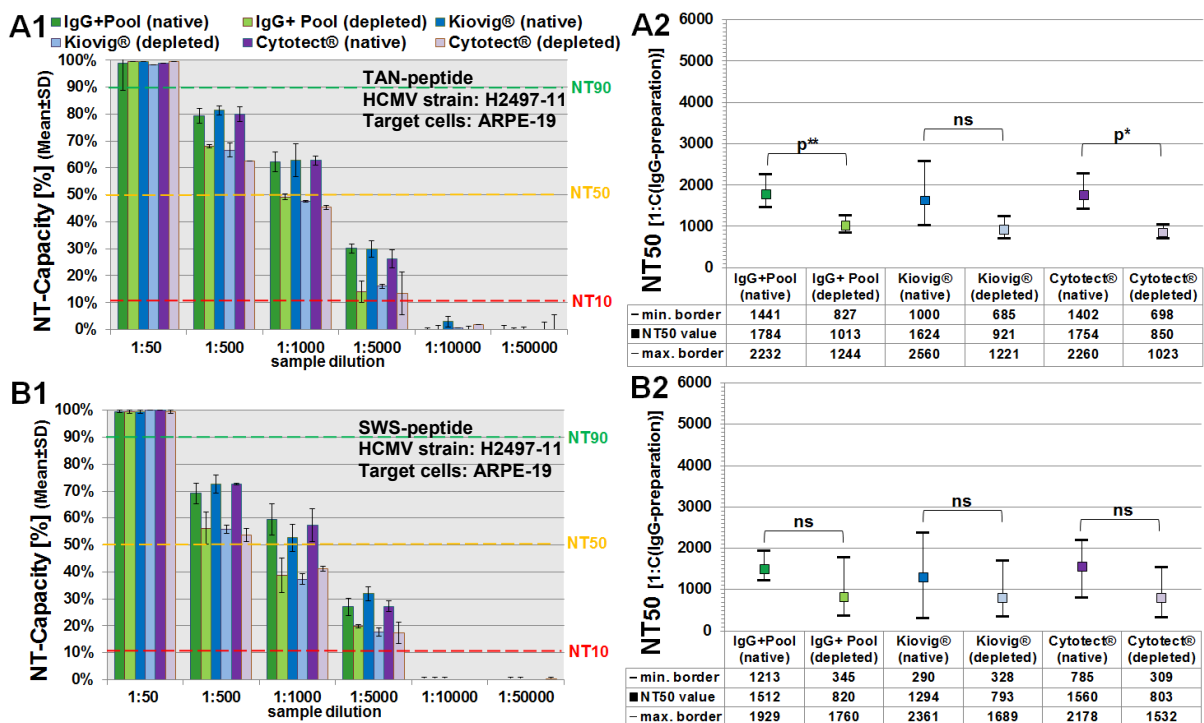 A1
IgG+Pool (native) IgG+ Pool (depleted) Kiovig® (native)
Kiovig® (depleted) Cytotect® (native) Cytotect® (depleted)
NT-Capacity [%] (Mean±SD)
100%
90%
80%
70%
60%
50%
40%
30%
20%
10%
0%
TAN-peptide
HCMV strain: H2497-11
Target cells: ARPE-19
NT90
NT50
NT10
1:50 1:500 1:1000 1:5000 1:10000 1:50000
sample dilution
A2
NT50 [1:C(IgG-preparation)]
6000
5000
4000
3000
2000
1000
0
p** ns p*
IgG+Pool (native) IgG+ Pool (depleted) Kiovig® (native) Kiovig® (depleted) Cytotect® (native) Cytotect® (depleted)
min. border 1441 827 1000 685 1402 698
NT50 value 1784 1013 1624 921 1754 850
max. border 2232 1244 2560 1221 2260 1023
B1
NT-Capacity [%] (Mean±SD)
100%
90%
80%
70%
60%
50%
40%
30%
20%
10%
0%
SWS-peptide
HCMV strain: H2497-11
Target cells: ARPE-19
NT90
NT50
NT10
1:50 1:500 1:1000 1:5000 1:10000 1:50000
sample dilution
B2
NT50 [1:C(IgG-preparation)]
6000
5000
4000
3000
2000
1000
0
ns ns ns
IgG+Pool (native) IgG+ Pool (depleted) Kiovig® (native) Kiovig® (depleted) Cytotect® (native) Cytotect® (depleted)
min. border 1213 345 290 328 785 309
NT50 value 1512 820 1294 793 1560 803
max. border 1929 1760 2361 1689 2178 1532